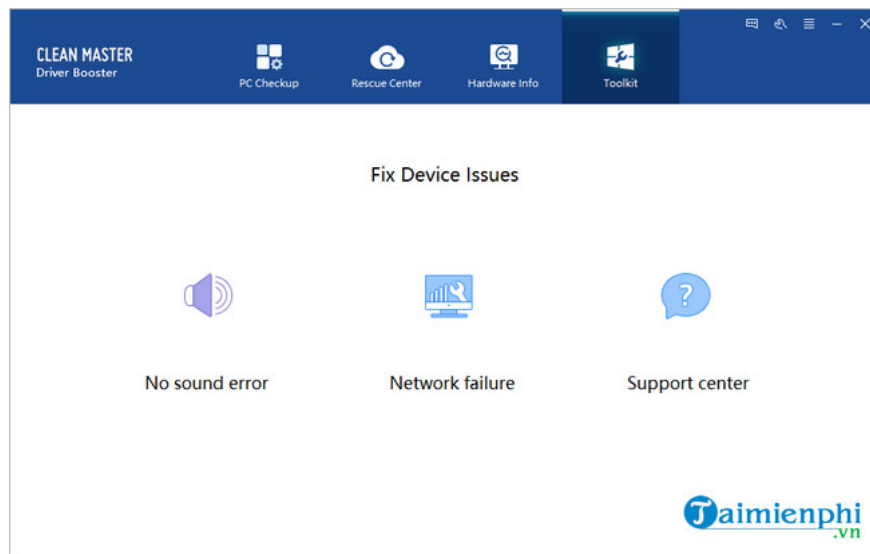 CLEAN MASTER
Driver Booster
PC Checkup
Rescue Center
Hardware Info
Toolkit
Fix Device Issues
?
No sound error
Network failure
Support center
Taimienphi
.vn